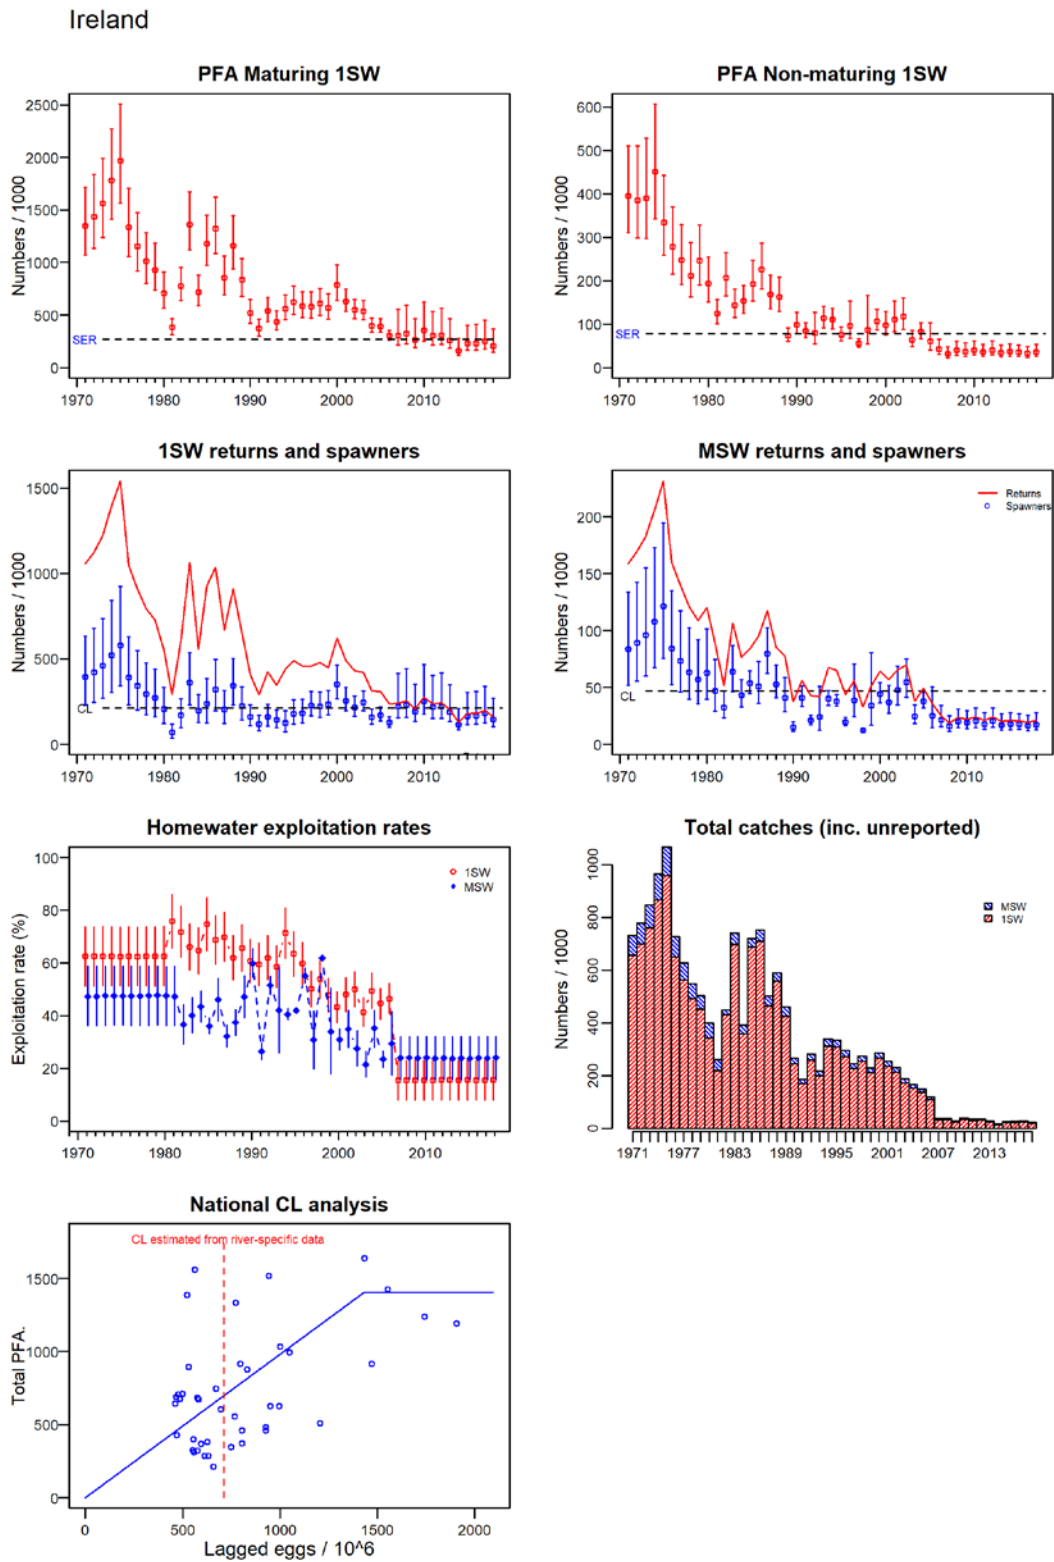 Ireland
PFA Maturing 1SW
Numbers / 1000
2500
2000
1500
1000
500
0
SER
1970 1980 1990 2000 2010
PFA Non-maturing 1SW
Numbers / 1000
600
500
400
300
200
100
0
SER
1970 1980 1990 2000 2010
1SW returns and spawners
Numbers / 1000
1500
1000
500
0
CL
1970 1980 1990 2000 2010
MSW returns and spawners
Numbers / 1000
200
150
100
50
0
CL
Returns
Spawners
1970 1980 1990 2000 2010
Homewater exploitation rates
Exploitation rate (%)
100
80
60
40
20
0
1SW
MSW
1970 1980 1990 2000 2010
Total catches (inc. unreported)
Numbers / 1000
1000
800
600
400
200
0
MSW
1SW
1971 1977 1983 1989 1995 2001 2007 2013
National CL analysis
CL estimated from river-specific data
Total PFA.
1500
1000
500
0
0 500 1000 1500 2000
Lagged eggs / 10^6